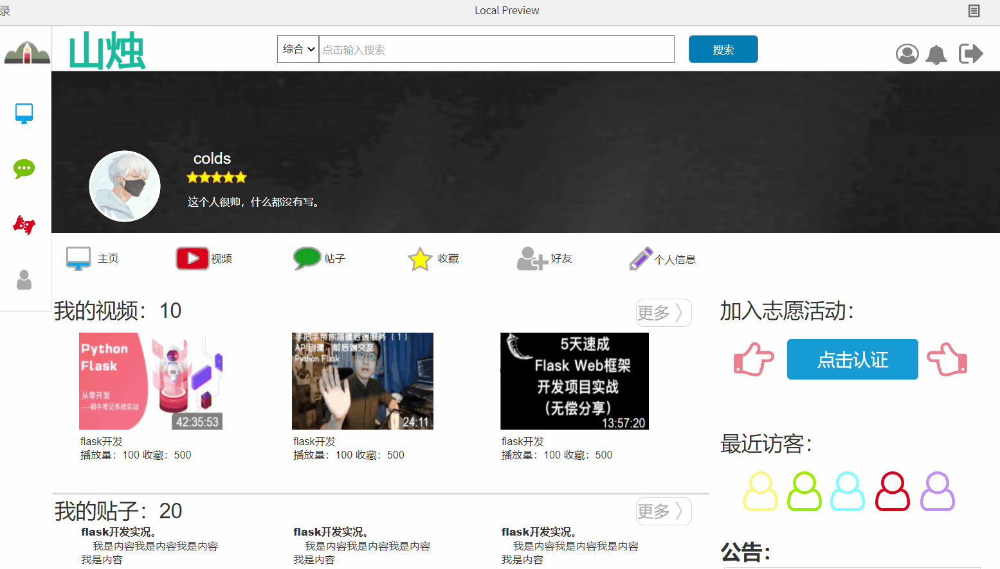 录
Local Preview
山烛
综合
点击输入搜索
搜索
colds
这个人很帅，什么都没有写。
主页
视频
帖子
收藏
好友
个人信息
我的视频：10
更多
Python
Flask
从零开发
——蜗牛笔记系统实战
42:35:53
手把手带你搭建后端服务（1）
API创建，前后端交互
Python Flask
24:11
5天速成
Flask Web框架
开发项目实战
（无偿分享）
13:57:20
flask开发
播放量：100 收藏：500
flask开发
播放量：100 收藏：500
flask开发
播放量：100 收藏：500
我的贴子：20
更多
flask开发实况。
我是内容我是内容我是内容
我是内容
flask开发实况。
我是内容我是内容我是内容
我是内容
flask开发实况。
我是内容我是内容我是内容
我是内容
加入志愿活动：
点击认证
最近访客：
公告：